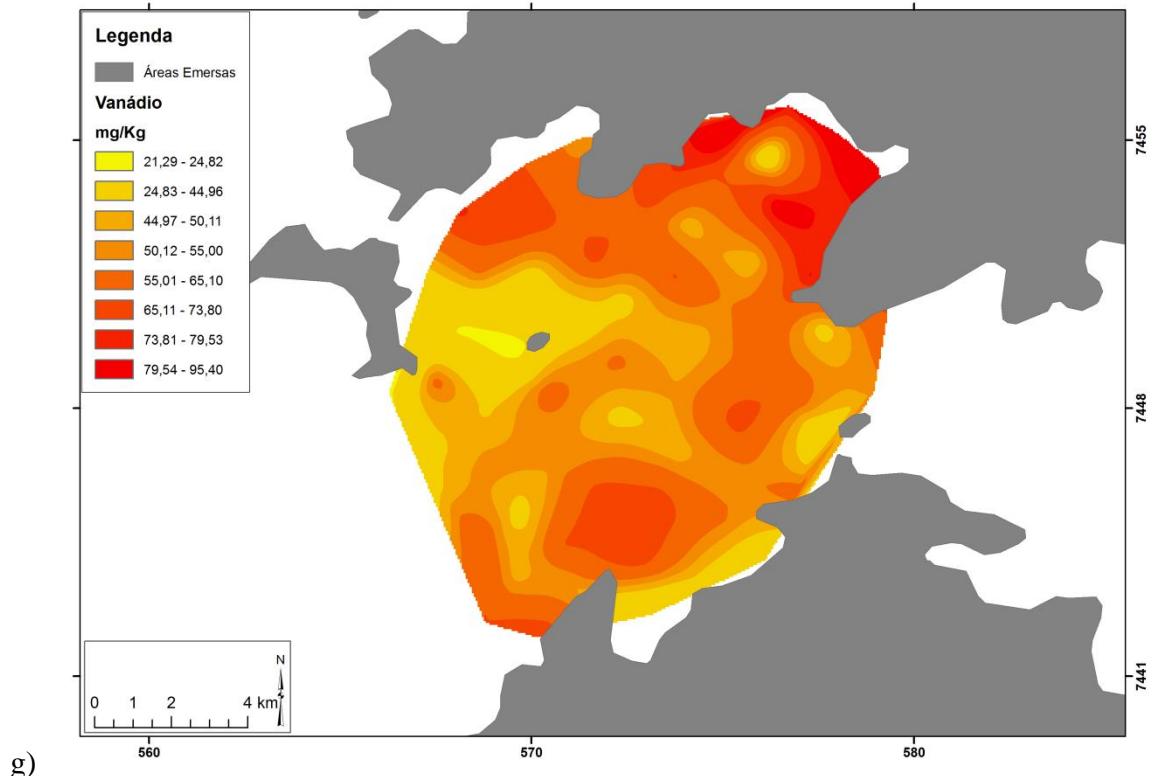 Legenda
Áreas Emersas
Vanádio
mg/Kg
21,29 - 24,82
24,83 - 44,96
44,97 - 50,11
50,12 - 55,00
55,01 - 65,10
65,11 - 73,80
73,81 - 79,53
79,54 - 95,40
7455
7448
7441
N
0 1 2 4 km
560 570 580
g)